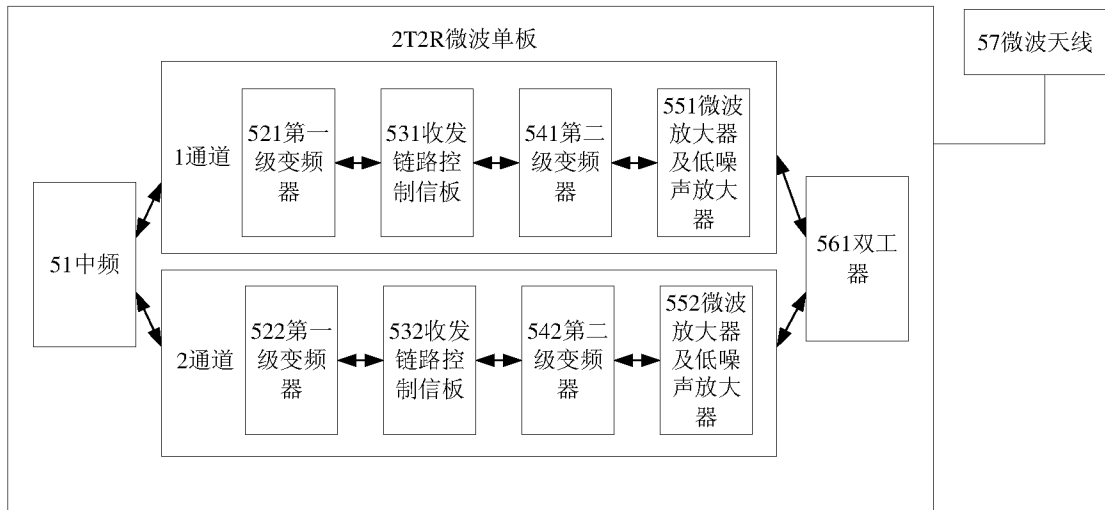 2T2R微波单板
57微波天线
1通道
521第一
级变频
器
531收发
链路控
制信板
541第二
级变频
器
551微波
放大器
及低噪
声放大
器
51中频
561双工
器
2通道
522第一
级变频
器
532收发
链路控
制信板
542第二
级变频
器
552微波
放大器
及低噪
声放大
器